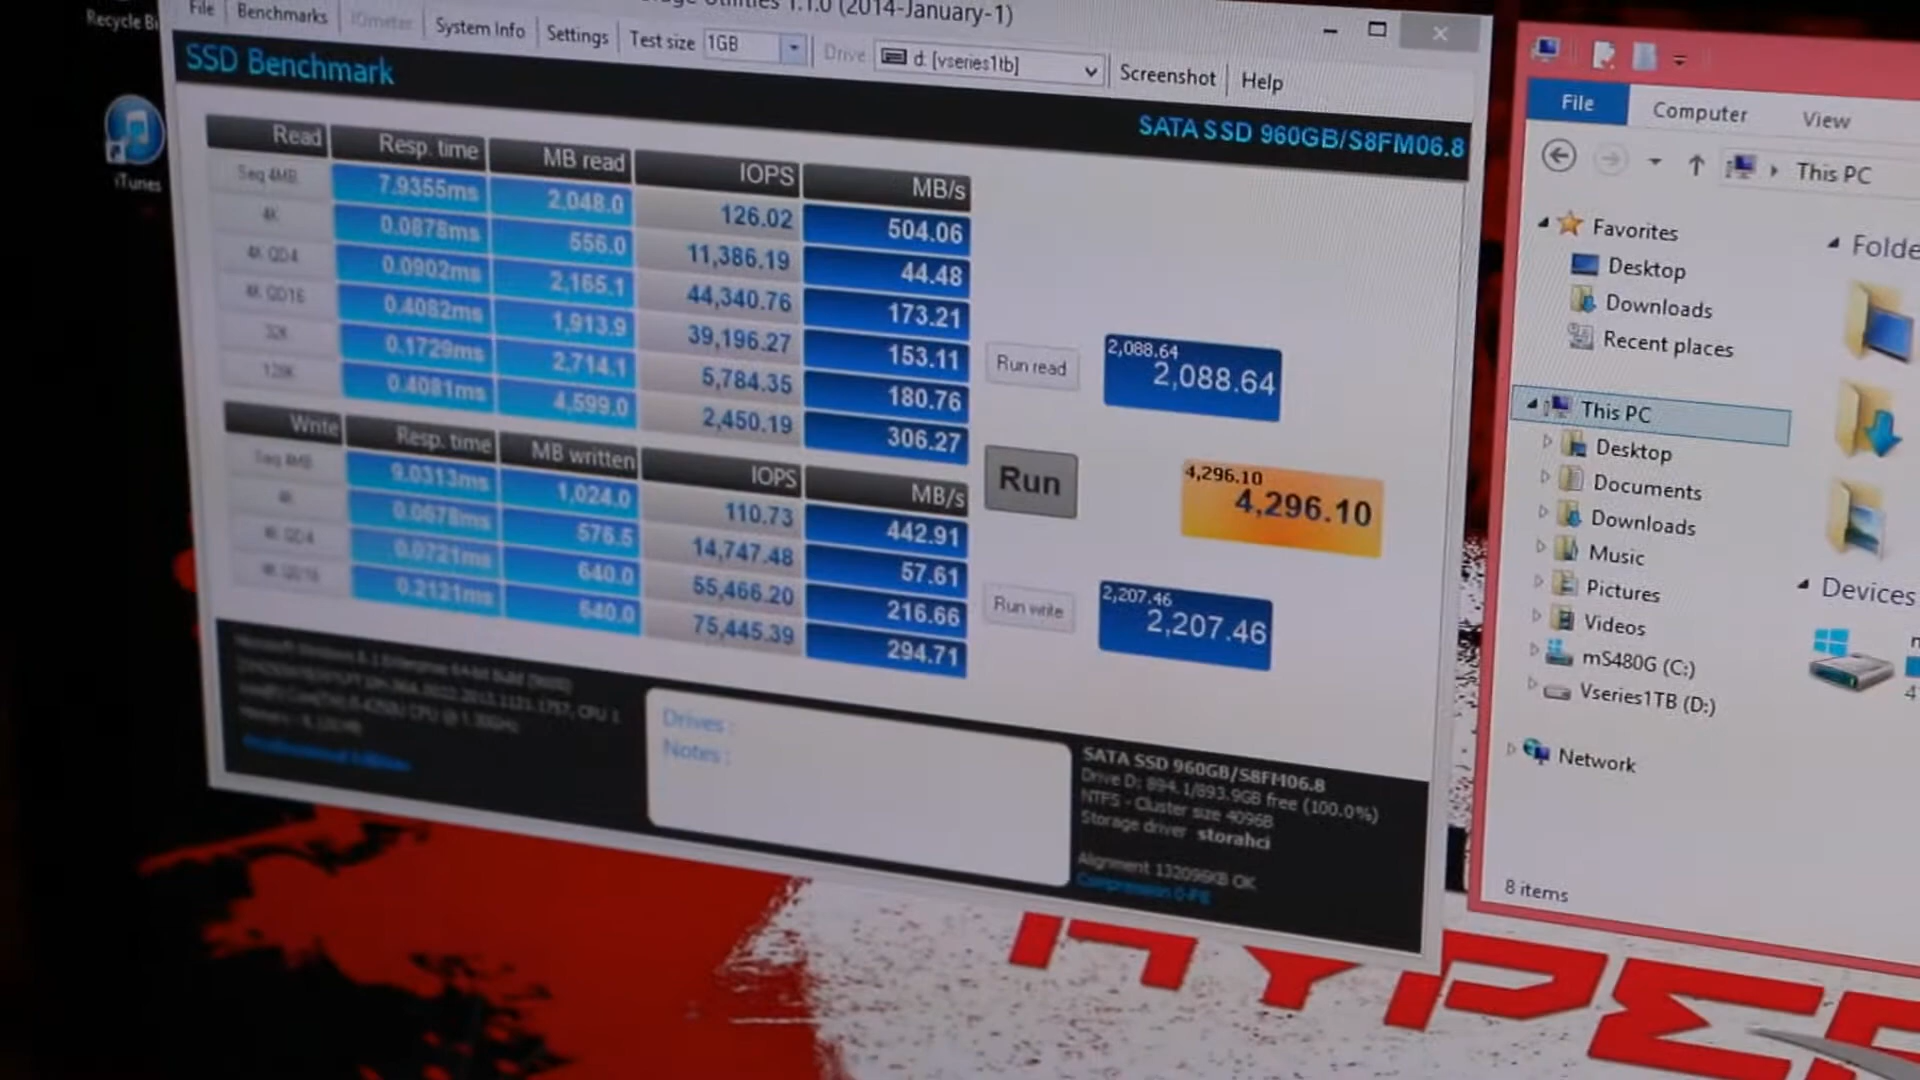 Recycle Bi
iTunes
age Utilities 1.1.0 (2014-January-1)
File Benchmarks IOmeter System Info Settings Test size 1GB Drive d: [vseries1tb] Screenshot Help
SSD Benchmark
SATA SSD 960GB/S8FM06.8
Read Resp. time MB read IOPS MB/s
Seq 4MB 7.9355ms 2,048.0 126.02 504.06
4K 0.0878ms 556.0 11,386.19 44.48
4K QD4 0.0902ms 2,165.1 44,340.76 173.21
4K QD16 0.4082ms 1,913.9 39,196.27 153.11
32K 0.1729ms 2,714.1 5,784.35 180.76
128K 0.4081ms 4,599.0 2,450.19 306.27
Run read
2,088.64
2,088.64
Write Resp. time MB written IOPS MB/s
Seq 4MB 9.0313ms 1,024.0 110.73 442.91
4K 0.0678ms 576.5 14,747.48 57.61
4K QD4 0.0721ms 640.0 55,466.20 216.66
4K QD16 0.2121ms 640.0 75,445.39 294.71
Run
4,296.10
4,296.10
Run write
2,207.46
2,207.46
Drives :
Notes :
SATA SSD 960GB/S8FM06.8
Drive D: 894.1/893.9GB free (100.0%)
NTFS - Cluster size 4096B
Storage driver storahci
Alignment 132096KB OK
File Computer View
This PC
Favorites
Desktop
Downloads
Recent places
This PC
Desktop
Documents
Downloads
Music
Pictures
Videos
mS480G (C:)
Vseries1TB (D:)
Network
8 items
Folde
Devices
HYPER